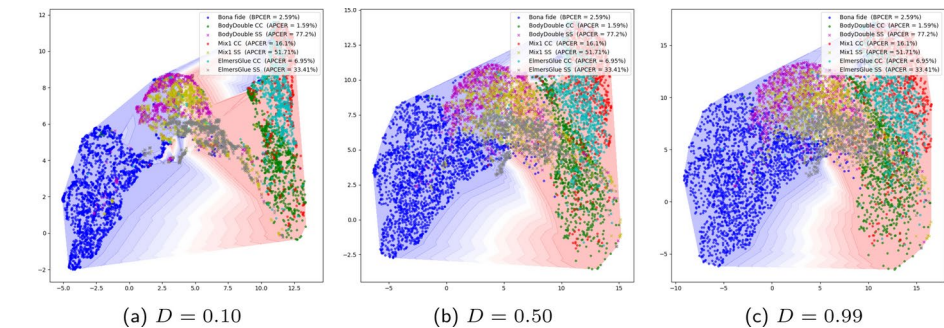 12
10
8
6
4
2
0
−2
−5.0
−2.5
0.0
2.5
5.0
7.5
10.0
12.5
Bona fide (BPCER = 2.59%)
BodyDouble CC (APCER = 1.59%)
BodyDouble SS (APCER = 77.2%)
Mix1 CC (APCER = 16.1%)
Mix1 SS (APCER = 51.71%)
ElmersGlue CC (APCER = 6.95%)
ElmersGlue SS (APCER = 33.41%)
(a) D = 0.10
15.0
12.5
10.0
7.5
5.0
2.5
0.0
−2.5
−5
0
5
10
15
Bona fide (BPCER = 2.59%)
BodyDouble CC (APCER = 1.59%)
BodyDouble SS (APCER = 77.2%)
Mix1 CC (APCER = 16.1%)
Mix1 SS (APCER = 51.71%)
ElmersGlue CC (APCER = 6.95%)
ElmersGlue SS (APCER = 33.41%)
(b) D = 0.50
15
10
5
0
−5
−10
−5
0
5
10
15
Bona fide (BPCER = 2.59%)
BodyDouble CC (APCER = 1.59%)
BodyDouble SS (APCER = 77.2%)
Mix1 CC (APCER = 16.1%)
Mix1 SS (APCER = 51.71%)
ElmersGlue CC (APCER = 6.95%)
ElmersGlue SS (APCER = 33.41%)
(c) D = 0.99